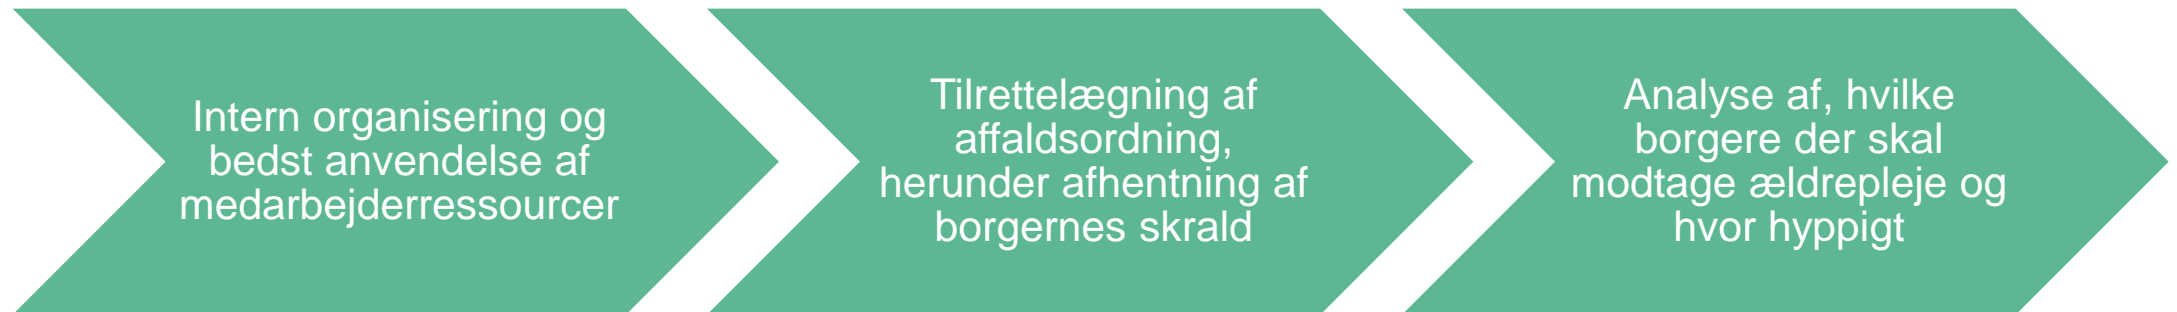 Intern organisering og
bedst anvendelse af
medarbejderressourcer
Tilrettelægning af
affaldsordning,
herunder afhentning af
borgernes skrald
Analyse af, hvilke
borgere der skal
modtage ældrepleje og
hvor hyppigt